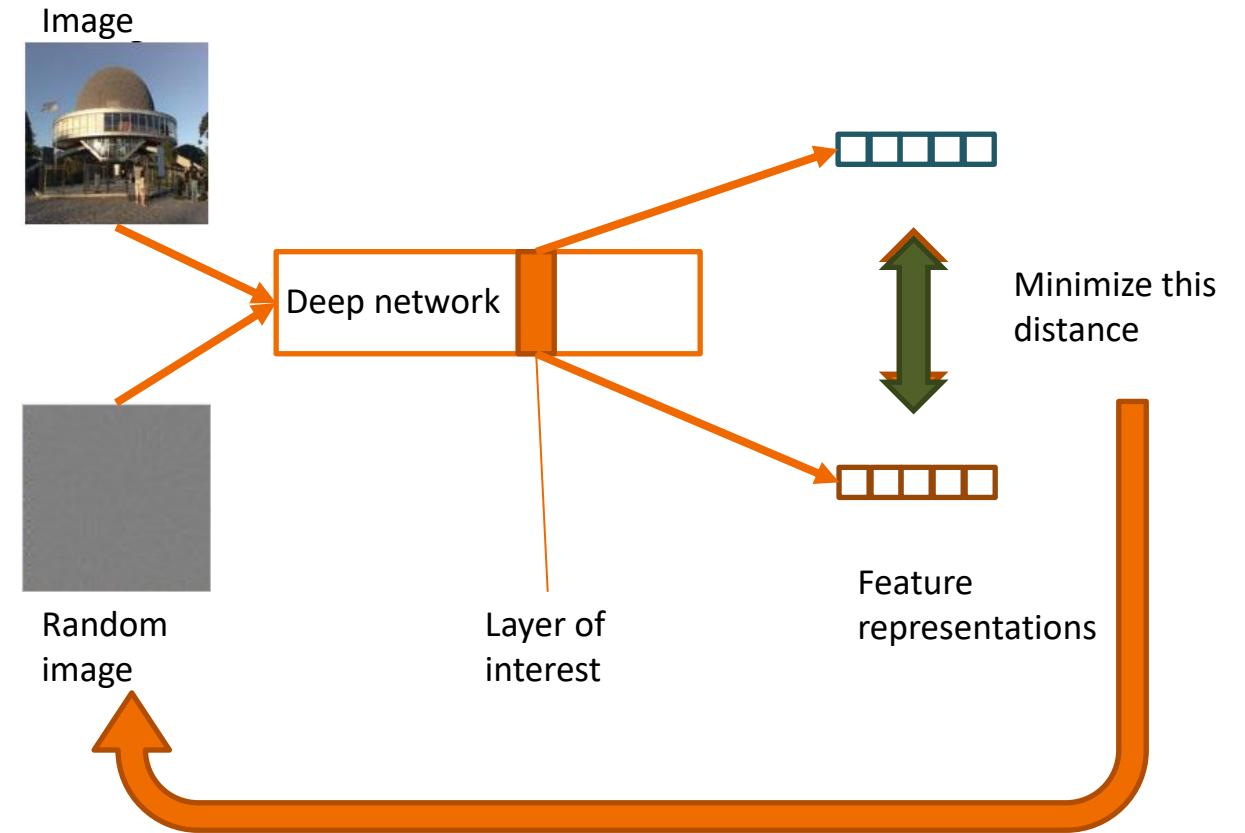 Image
Deep network
Minimize this
distance
Feature
representations
Random
image
Layer of
interest